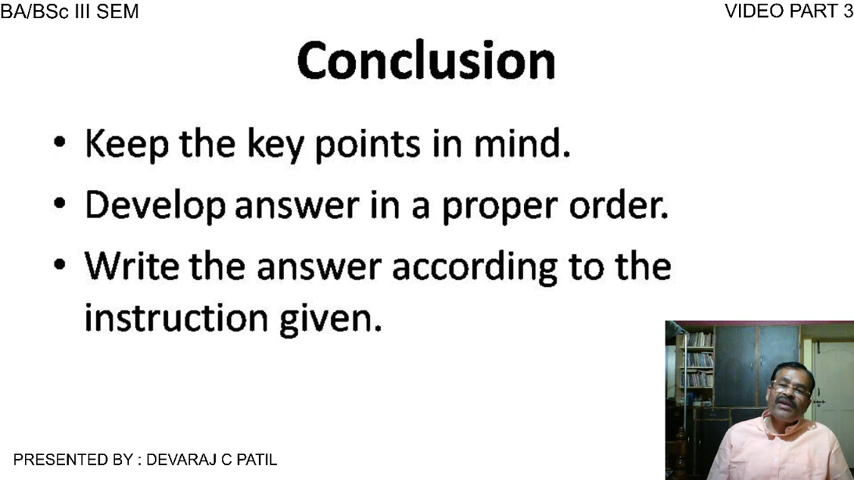 BA/BSc III SEM
VIDEO PART 3
Conclusion
• Keep the key points in mind.
• Develop answer in a proper order.
• Write the answer according to the
instruction given.
PRESENTED BY : DEVARAJ C PATIL